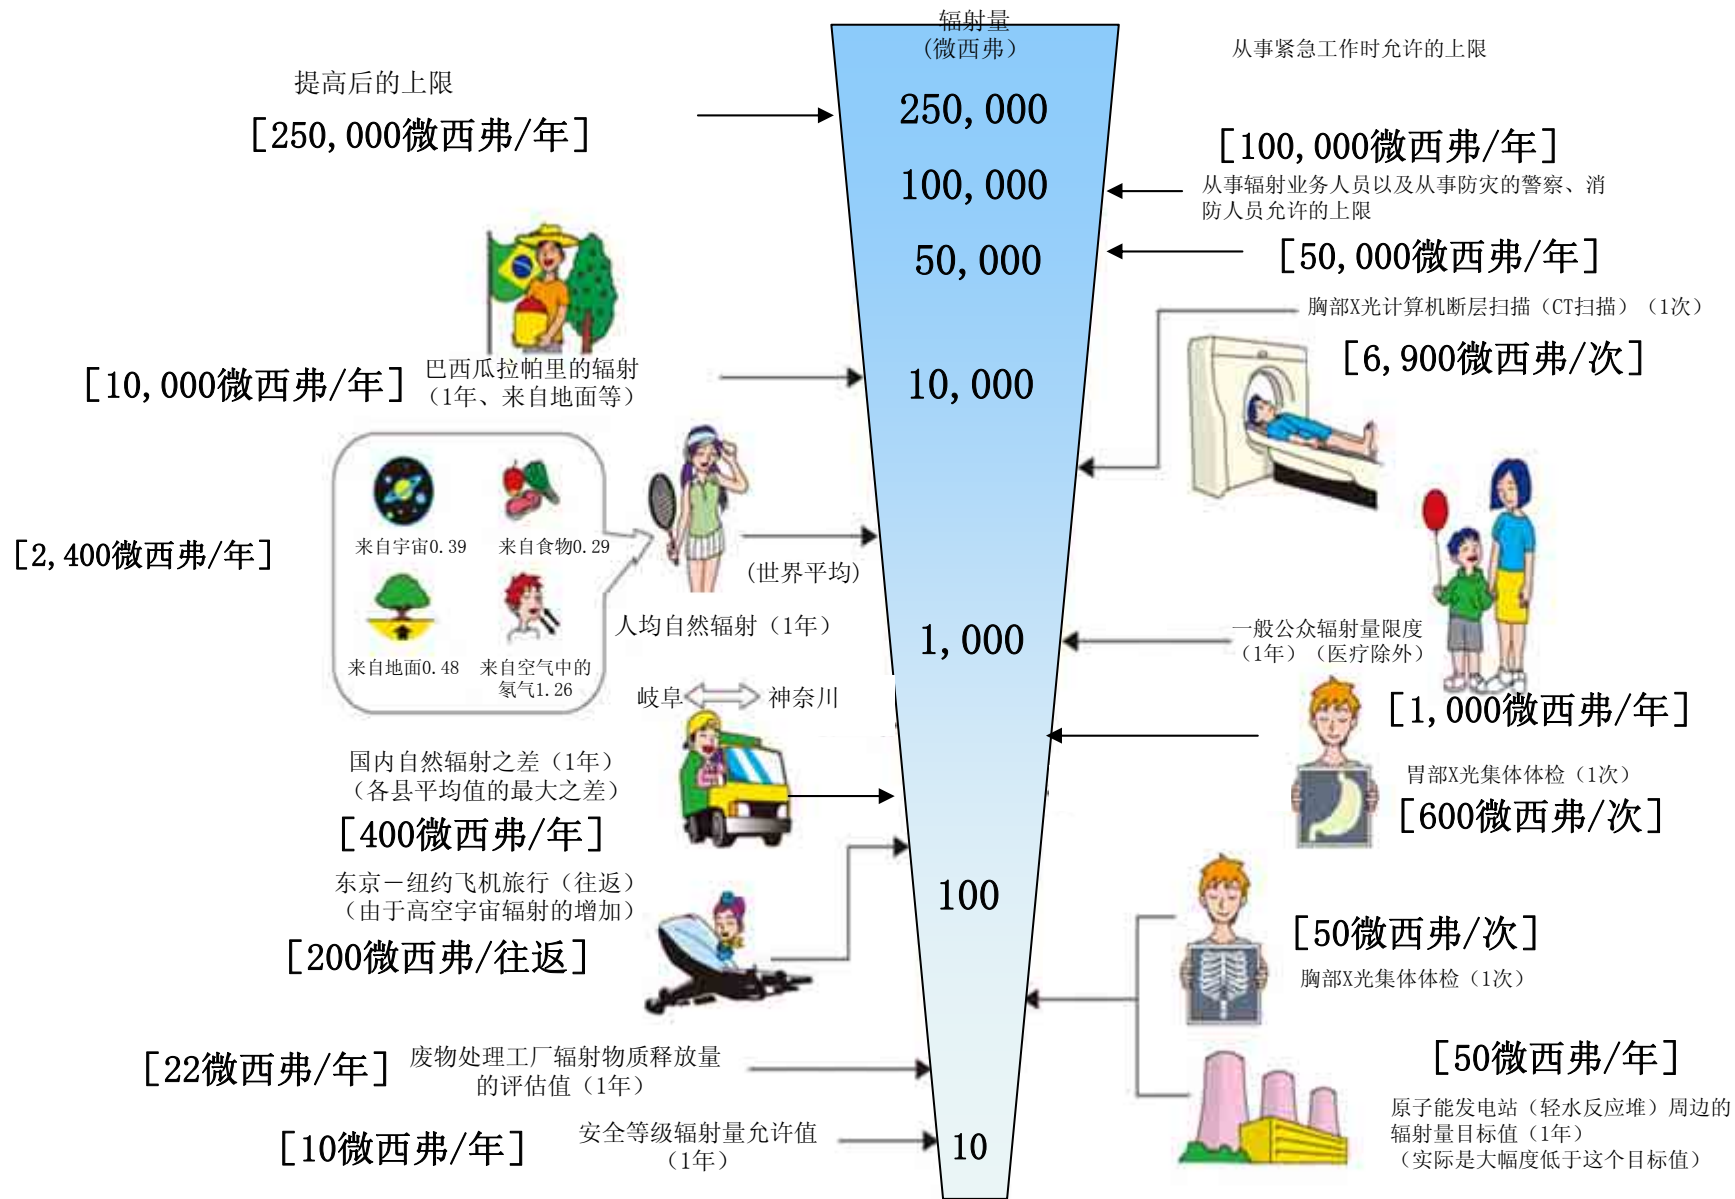 辐射量
(微西弗）
250,000
100,000
50,000
10,000
1,000
100
10
提高后的上限
[250,000微西弗/年]
[10,000微西弗/年]
巴西瓜拉帕里的辐射
（1年、来自地面等）
[2,400微西弗/年]
来自宇宙0.39
来自食物0.29
来自地面0.48
来自空气中的
氡气1.26
(世界平均)
人均自然辐射（1年）
岐阜
神奈川
国内自然辐射之差（1年）
（各县平均值的最大之差）
[400微西弗/年]
东京－纽约飞机旅行（往返）
（由于高空宇宙辐射的增加）
[200微西弗/往返]
[22微西弗/年]
废物处理工厂辐射物质释放量
的评估值（1年）
[10微西弗/年]
安全等级辐射量允许值
（1年）
从事紧急工作时允许的上限
[100,000微西弗/年]
从事辐射业务人员以及从事防灾的警察、消
防人员允许的上限
[50,000微西弗/年]
胸部X光计算机断层扫描（CT扫描）（1次）
[6,900微西弗/次]
一般公众辐射量限度
（1年）（医疗除外）
[1,000微西弗/年]
胃部X光集体体检（1次）
[600微西弗/次]
[50微西弗/次]
胸部X光集体体检（1次）
[50微西弗/年]
原子能发电站（轻水反应堆）周边的
辐射量目标值（1年）
（实际是大幅度低于这个目标值）